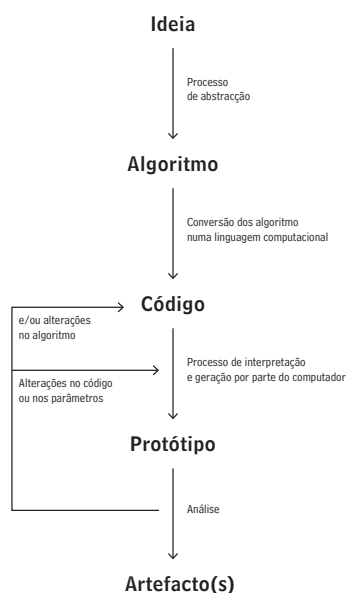 Ideia
Processo
de abstracção
Algoritmo
Conversão dos algoritmo
numa linguagem computacional
Código
e/ou alterações
no algoritmo
Processo de interpretação
e geração por parte do computador
Alterações no código
ou nos parâmetros
Protótipo
Análise
Artefacto(s)